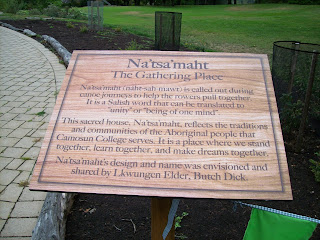 Na'tsa'maht
The Gathering Place
Na'tsa'maht (naht-sah mawt) is called out during
canoe journeys to help the rowers pull together.
It is a Salish word that can be translated to
"unity" or "being of one mind".
This sacred house, Na'tsa'maht, reflects the traditions
and communities of the Aboriginal people that
Camosun College serves. It is a place where we stand
together, learn together, and make dreams together.
Na'tsa'maht's design and name was envisioned and
shared by Lkwungen Elder, Butch Dick.